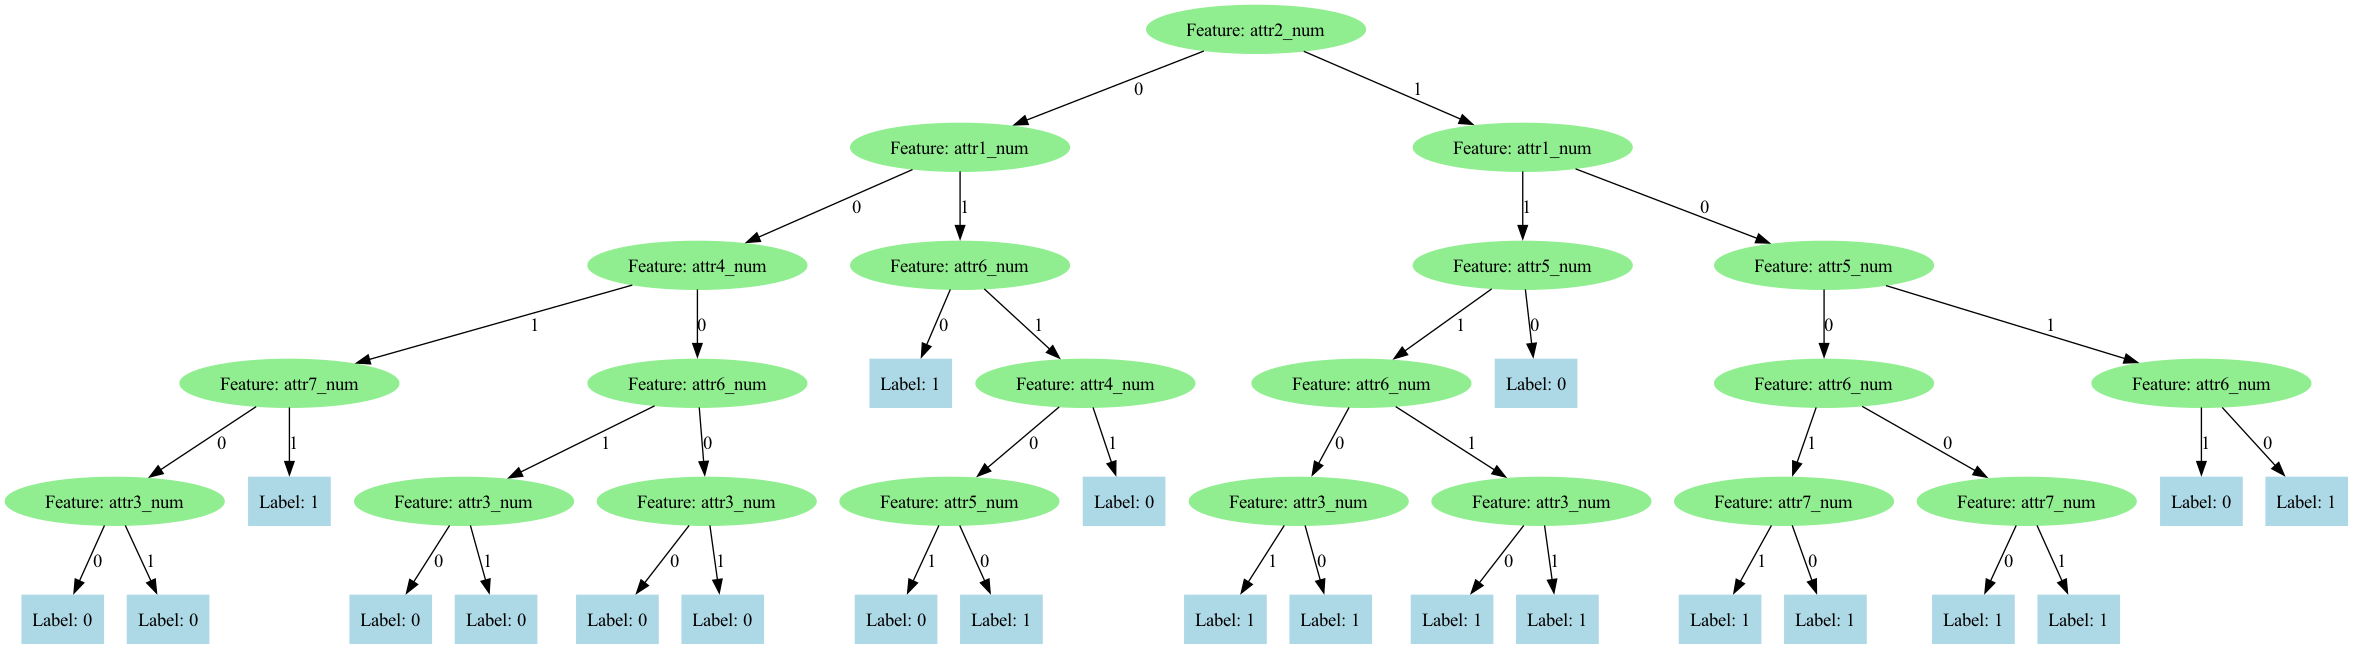 Feature: attr2_num
0
1
Feature: attr1_num
Feature: attr1_num
0
1
1
0
Feature: attr4_num
Feature: attr6_num
Feature: attr5_num
Feature: attr5_num
1
0
0
1
1
0
0
1
Feature: attr7_num
Feature: attr6_num
Label: 1
Feature: attr4_num
Feature: attr6_num
Label: 0
Feature: attr6_num
Feature: attr6_num
0
1
1
0
0
1
0
1
1
0
1
0
Feature: attr3_num
Label: 1
Feature: attr3_num
Feature: attr3_num
Feature: attr5_num
Label: 0
Feature: attr3_num
Feature: attr3_num
Feature: attr7_num
Feature: attr7_num
Label: 0
Label: 1
0
1
0
1
0
1
1
0
1
0
0
1
1
0
0
1
Label: 0
Label: 0
Label: 0
Label: 0
Label: 0
Label: 0
Label: 0
Label: 1
Label: 1
Label: 1
Label: 1
Label: 1
Label: 1
Label: 1
Label: 1
Label: 1